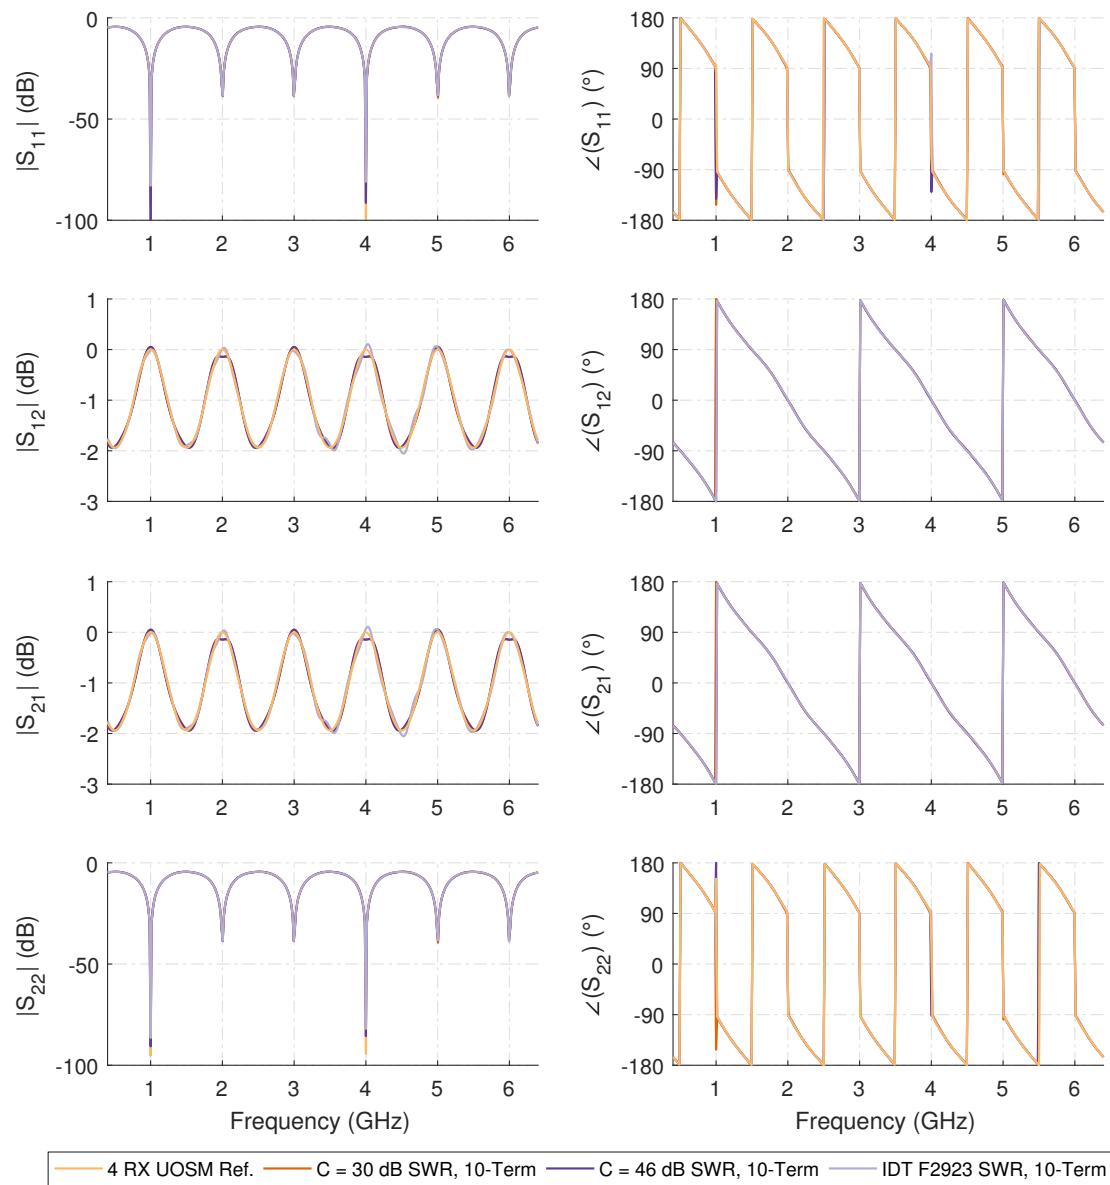 |S11| (dB)
0
-50
-100
1 2 3 4 5 6
∠(S11) (°)
180
90
0
-90
-180
1 2 3 4 5 6
|S12| (dB)
1
0
-1
-2
-3
1 2 3 4 5 6
∠(S12) (°)
180
90
0
-90
-180
1 2 3 4 5 6
|S21| (dB)
1
0
-1
-2
-3
1 2 3 4 5 6
∠(S21) (°)
180
90
0
-90
-180
1 2 3 4 5 6
|S22| (dB)
0
-50
-100
1 2 3 4 5 6
Frequency (GHz)
∠(S22) (°)
180
90
0
-90
-180
1 2 3 4 5 6
Frequency (GHz)
4 RX UOSM Ref. C = 30 dB SWR, 10-Term C = 46 dB SWR, 10-Term IDT F2923 SWR, 10-Term